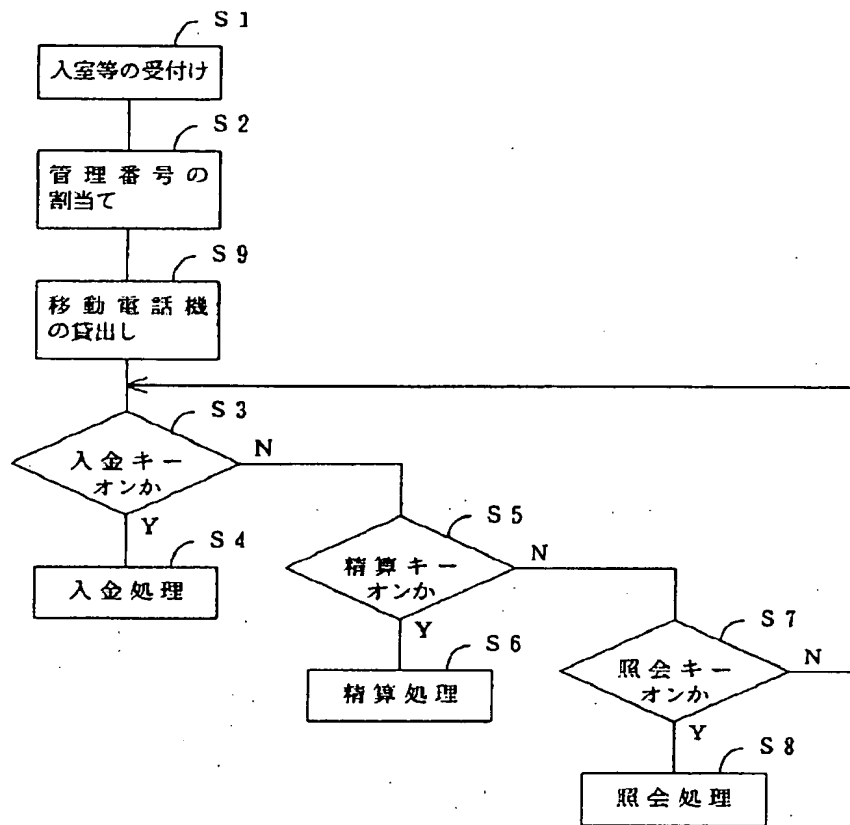 S1
入室等の受付け
S2
管理番号の
割当て
S9
移動電話機
の貸出し
S3
入金キー
オンか
N
Y
S4
入金処理
S5
精算キー
オンか
N
Y
S6
精算処理
S7
照会キー
オンか
N
Y
S8
照会処理